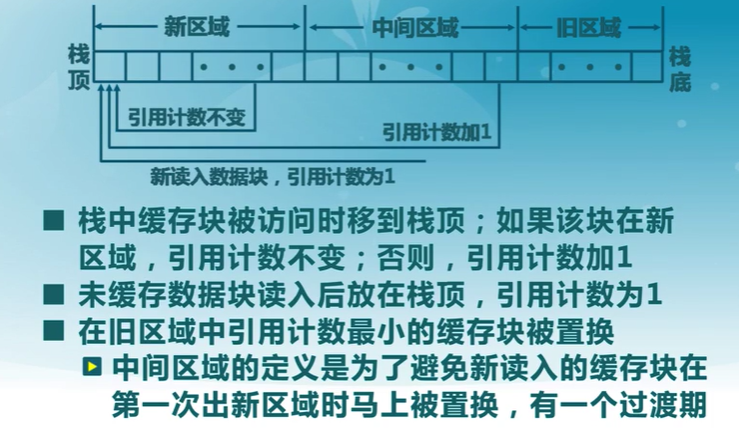 新区域 中间区域 旧区域
栈顶 栈底
引用计数不变
引用计数加1
新读入数据块，引用计数为1
■ 栈中缓存块被访问时移到栈顶；如果该块在新
区域，引用计数不变；否则，引用计数加1
■ 未缓存数据块读入后放在栈顶，引用计数为1
■ 在旧区域中引用计数最小的缓存块被置换
中间区域的定义是为了避免新读入的缓存块在
第一次出新区域时马上被置换，有一个过渡期